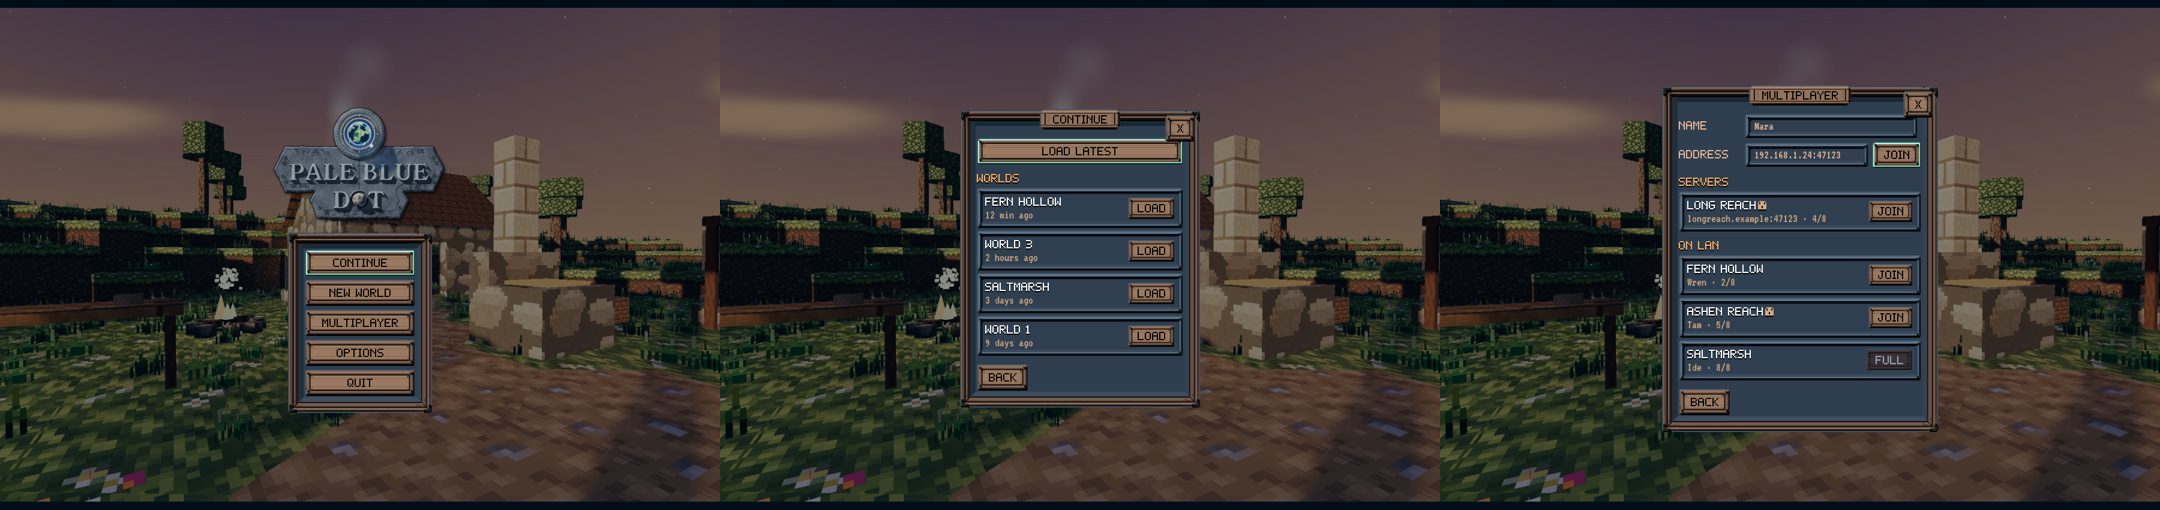 PALE BLUE
DOT
CONTINUE
NEW WORLD
MULTIPLAYER
OPTIONS
QUIT
CONTINUE
X
LOAD LATEST
WORLDS
FERN HOLLOW
12 min ago
LOAD
WORLD 3
2 hours ago
LOAD
SALTMARSH
3 days ago
LOAD
WORLD 1
9 days ago
LOAD
BACK
MULTIPLAYER
X
NAME
Mara
ADDRESS
192.168.1.24:47123
JOIN
SERVERS
LONG REACH
longreach.example:47123 · 4/8
JOIN
ON LAN
FERN HOLLOW
Wren · 2/8
JOIN
ASHEN REACH
Tam · 5/8
JOIN
SALTMARSH
Ide · 8/8
FULL
BACK